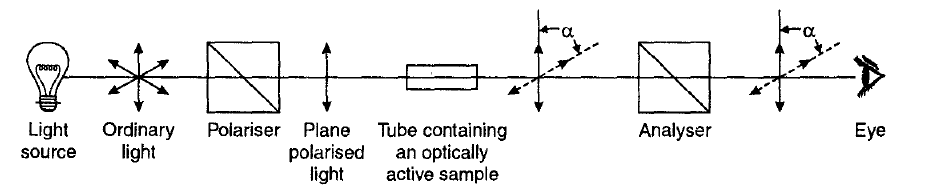 α
α
Light
source
Ordinary
light
Polariser
Plane
polarised
light
Tube containing
an optically
active sample
Analyser
Eye